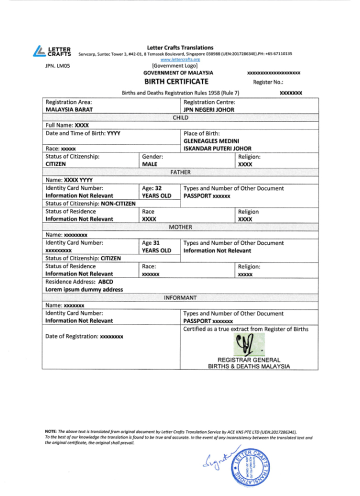 LETTER CRAFTS
Letter Crafts Translations
Servcorp, Suntec Tower 3, #42-01, 8 Temasek Boulevard, Singapore 038988 (UEN:201728634E).PH: +65 67110535
www.lettercrafts.org
JPN. LM05
[Government Logo]
GOVERNMENT OF MALAYSIA
xxxxxxxxxxxxxxxxxxx
BIRTH CERTIFICATE
Register No.:
Births and Deaths Registration Rules 1958 (Rule 7)
xxxxxxx
Registration Area:
MALAYSIA BARAT
Registration Centre:
JPN NEGERI JOHOR
CHILD
Full Name: XXXX
Date and Time of Birth: YYYY
Place of Birth:
GLENEAGLES MEDINI
Race: xxxxx
ISKANDAR PUTERI JOHOR
Status of Citizenship:
CITIZEN
Gender:
MALE
Religion:
XXXX
FATHER
Name: XXXX YYYY
Identity Card Number:
Information Not Relevant
Age: 32
YEARS OLD
Types and Number of Other Document
PASSPORT xxxxxx
Status of Citizenship: NON-CITIZEN
Status of Residence
Information Not Relevant
Race
XXXX
Religion
XXXX
MOTHER
Name: xxxxxxxx
Identity Card Number:
xxxxxxxxx
Age 31
YEARS OLD
Types and Number of Other Document
Information Not Relevant
Status of Citizenship: CITIZEN
Status of Residence
Information Not Relevant
Race:
xxxxxx
Religion:
xxxxx
Residence Address: ABCD
Lorem ipsum dummy address
INFORMANT
Name: xxxxxxx
Identity Card Number:
Information Not Relevant
Types and Number of Other Document
PASSPORT xxxxxxx
Date of Registration: xxxxxxxx
Certified as a true extract from Register of Births
REGISTRAR GENERAL
BIRTHS & DEATHS MALAYSIA
NOTE: The above text is translated from original document by Letter Crafts Translation Service by ACE KNS PTE LTD (UEN:201728634E).
To the best of our knowledge the translation is found to be true and accurate. In the event of any inconsistency between the translated text and
the original certificate, the original shall prevail.
LETTER CRAFTS